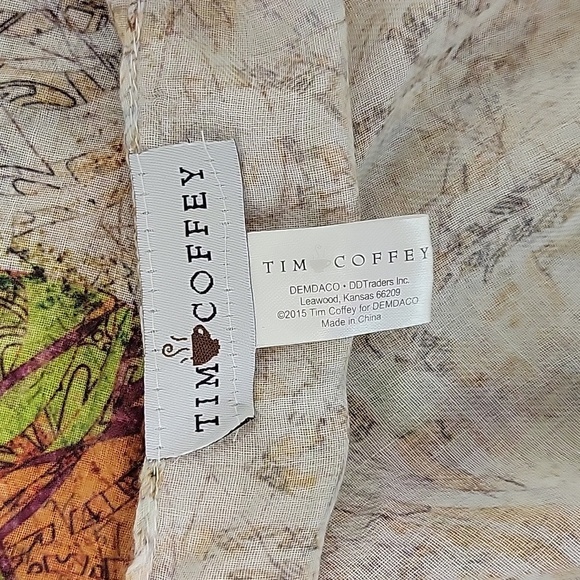 TIM COFFEY
TIM COFFEY
DEMDACO • DDTraders Inc.
Leawood, Kansas 66209
©2015 Tim Coffey for DEMDACO
Made in China